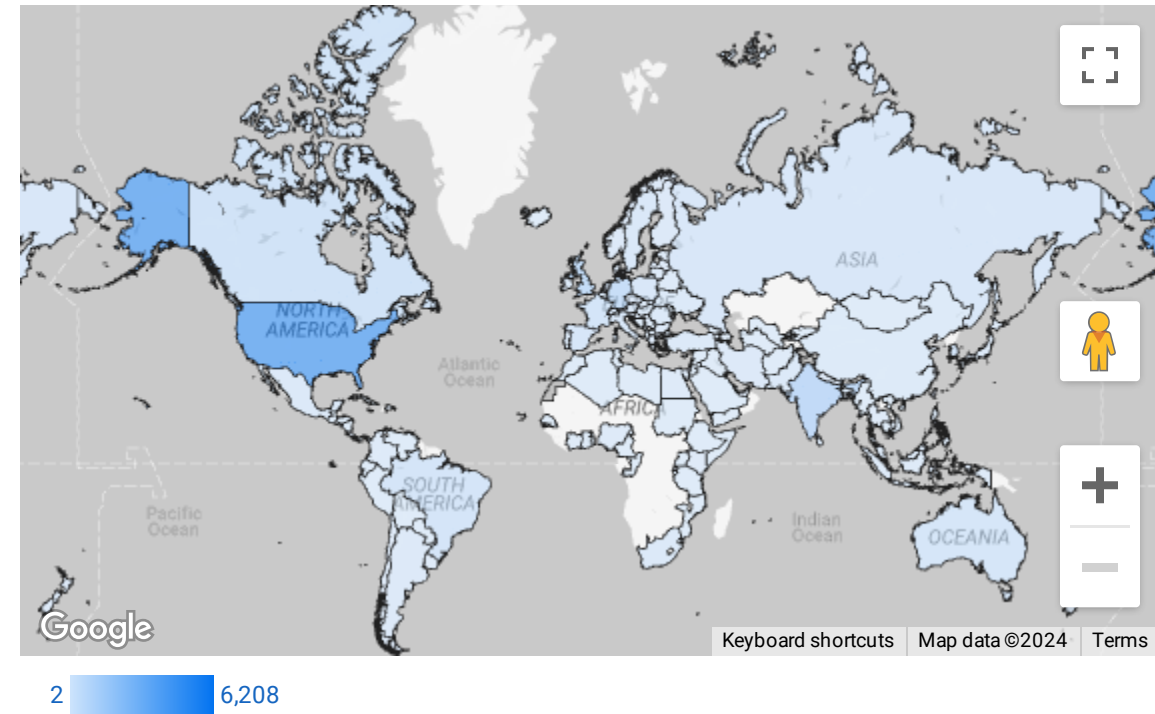 ASIA
NORTH
AMERICA
EUROPE
Atlantic
Ocean
AFRICA
SOUTH
AMERICA
Pacific
Ocean
Indian
Ocean
OCEANIA
Google
Keyboard shortcuts
Map data ©2024
Terms
2
6,208